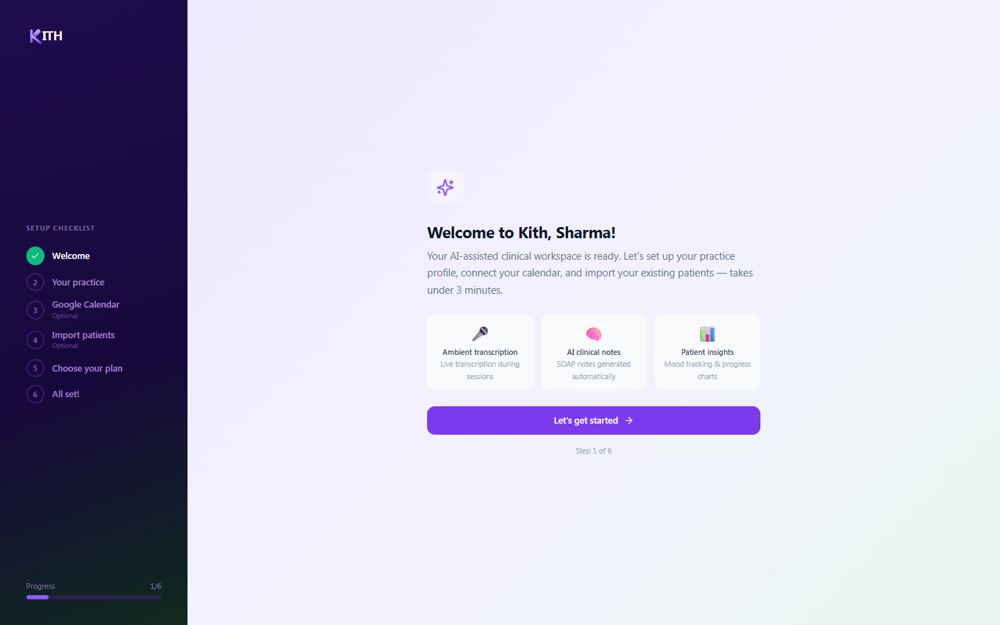 KITH
SETUP CHECKLIST
Welcome
2 Your practice
3 Google Calendar
Optional
4 Import patients
Optional
5 Choose your plan
6 All set!
Progress 1/6
Welcome to Kith, Sharma!
Your AI-assisted clinical workspace is ready. Let's set up your practice
profile, connect your calendar, and import your existing patients — takes
under 3 minutes.
Ambient transcription
Live transcription during
sessions
AI clinical notes
SOAP notes generated
automatically
Patient insights
Mood tracking & progress
charts
Let's get started →
Step 1 of 6